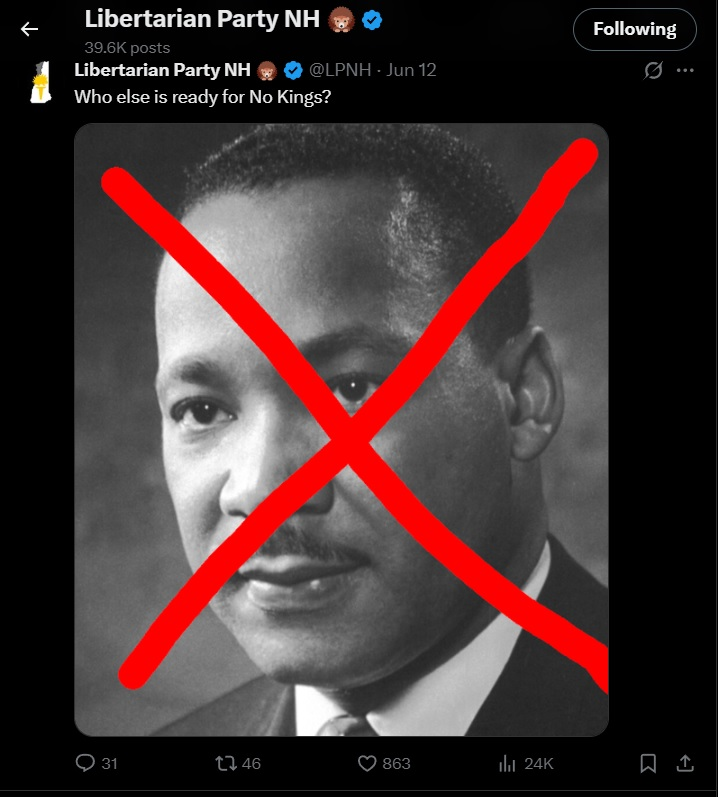 Libertarian Party NH
Following
39.6K posts
Libertarian Party NH @LPNH · Jun 12
Who else is ready for No Kings?
31
46
863
24K